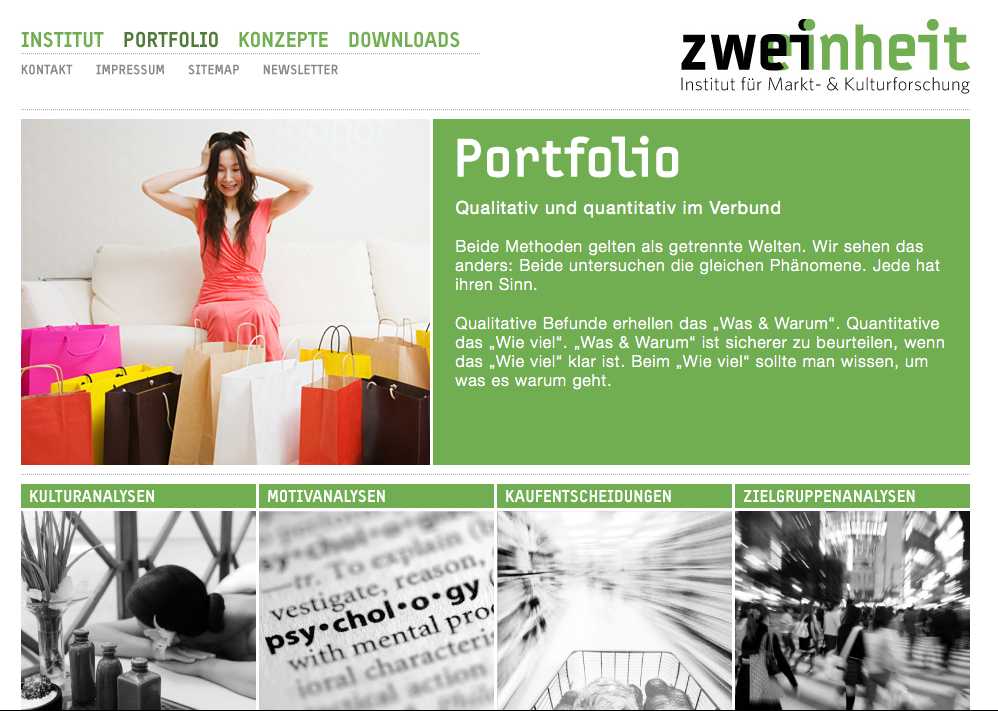 INSTITUT PORTFOLIO KONZEPTE DOWNLOADS
KONTAKT IMPRESSUM SITEMAP NEWSLETTER
zweinheit
Institut für Markt- & Kulturforschung
Portfolio
Qualitativ und quantitativ im Verbund
Beide Methoden gelten als getrennte Welten. Wir sehen das
anders: Beide untersuchen die gleichen Phänomene. Jede hat
ihren Sinn.
Qualitative Befunde erhellen das „Was & Warum“. Quantitative
das „Wie viel“. „Was & Warum“ ist sicherer zu beurteilen, wenn
das „Wie viel“ klar ist. Beim „Wie viel“ sollte man wissen, um
was es warum geht.
KULTURANALYSEN
MOTIVANALYSEN
KAUFENTSCHEIDUNGEN
ZIELGRUPPENANALYSEN
—tr. To explain (b
vestigate, reason,
psy•chol•o•gy
with mental pro
ioral characteri
actical action